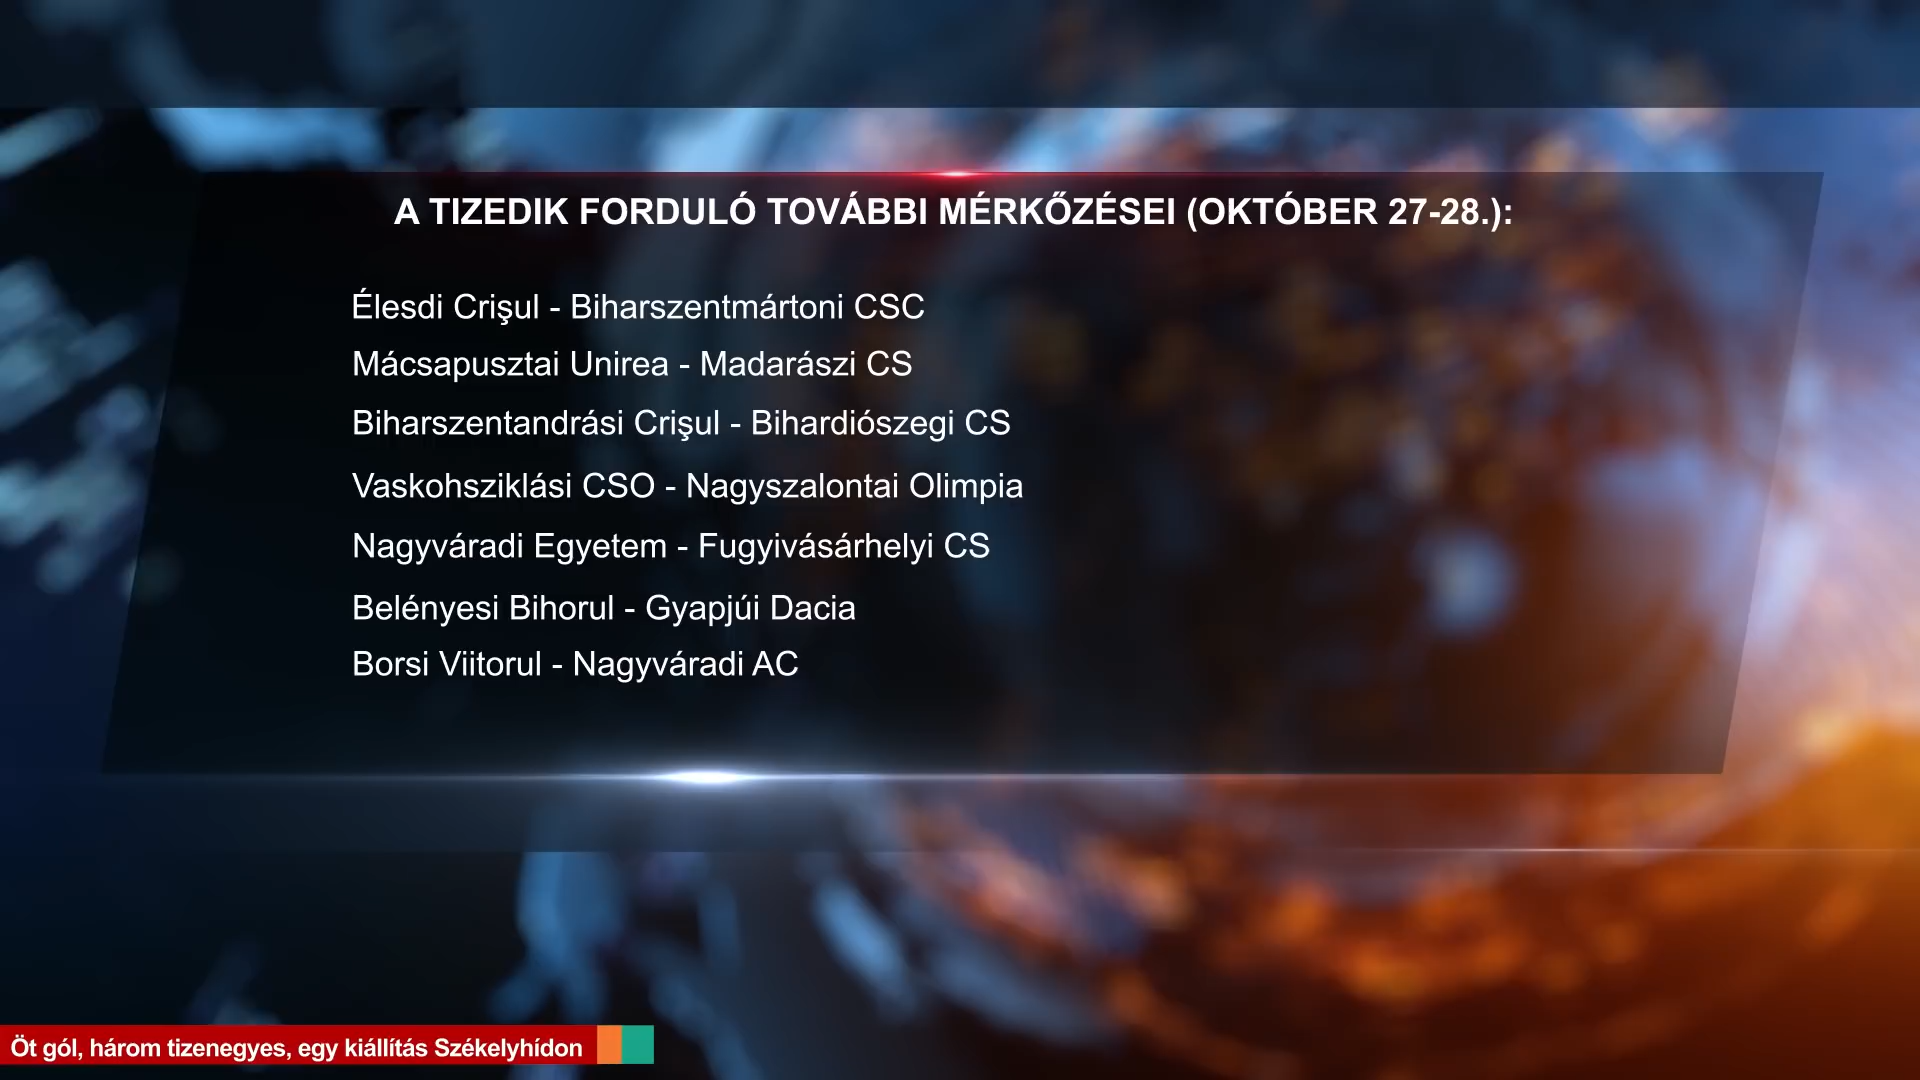 A TIZEDIK FORDULÓ TOVÁBBI MÉRKŐZÉSEI (OKTÓBER 27-28.):
Élesdi Crişul - Biharszentmártoni CSC
Mácsapusztai Unirea - Madarászi CS
Biharszentandrási Crişul - Bihardiószegi CS
Vaskohsziklási CSO - Nagyszalontai Olimpia
Nagyváradi Egyetem - Fugyivásárhelyi CS
Belényesi Bihorul - Gyapjúi Dacia
Borsi Viitorul - Nagyváradi AC
Öt gól, három tizenegyes, egy kiállítás Székelyhídon